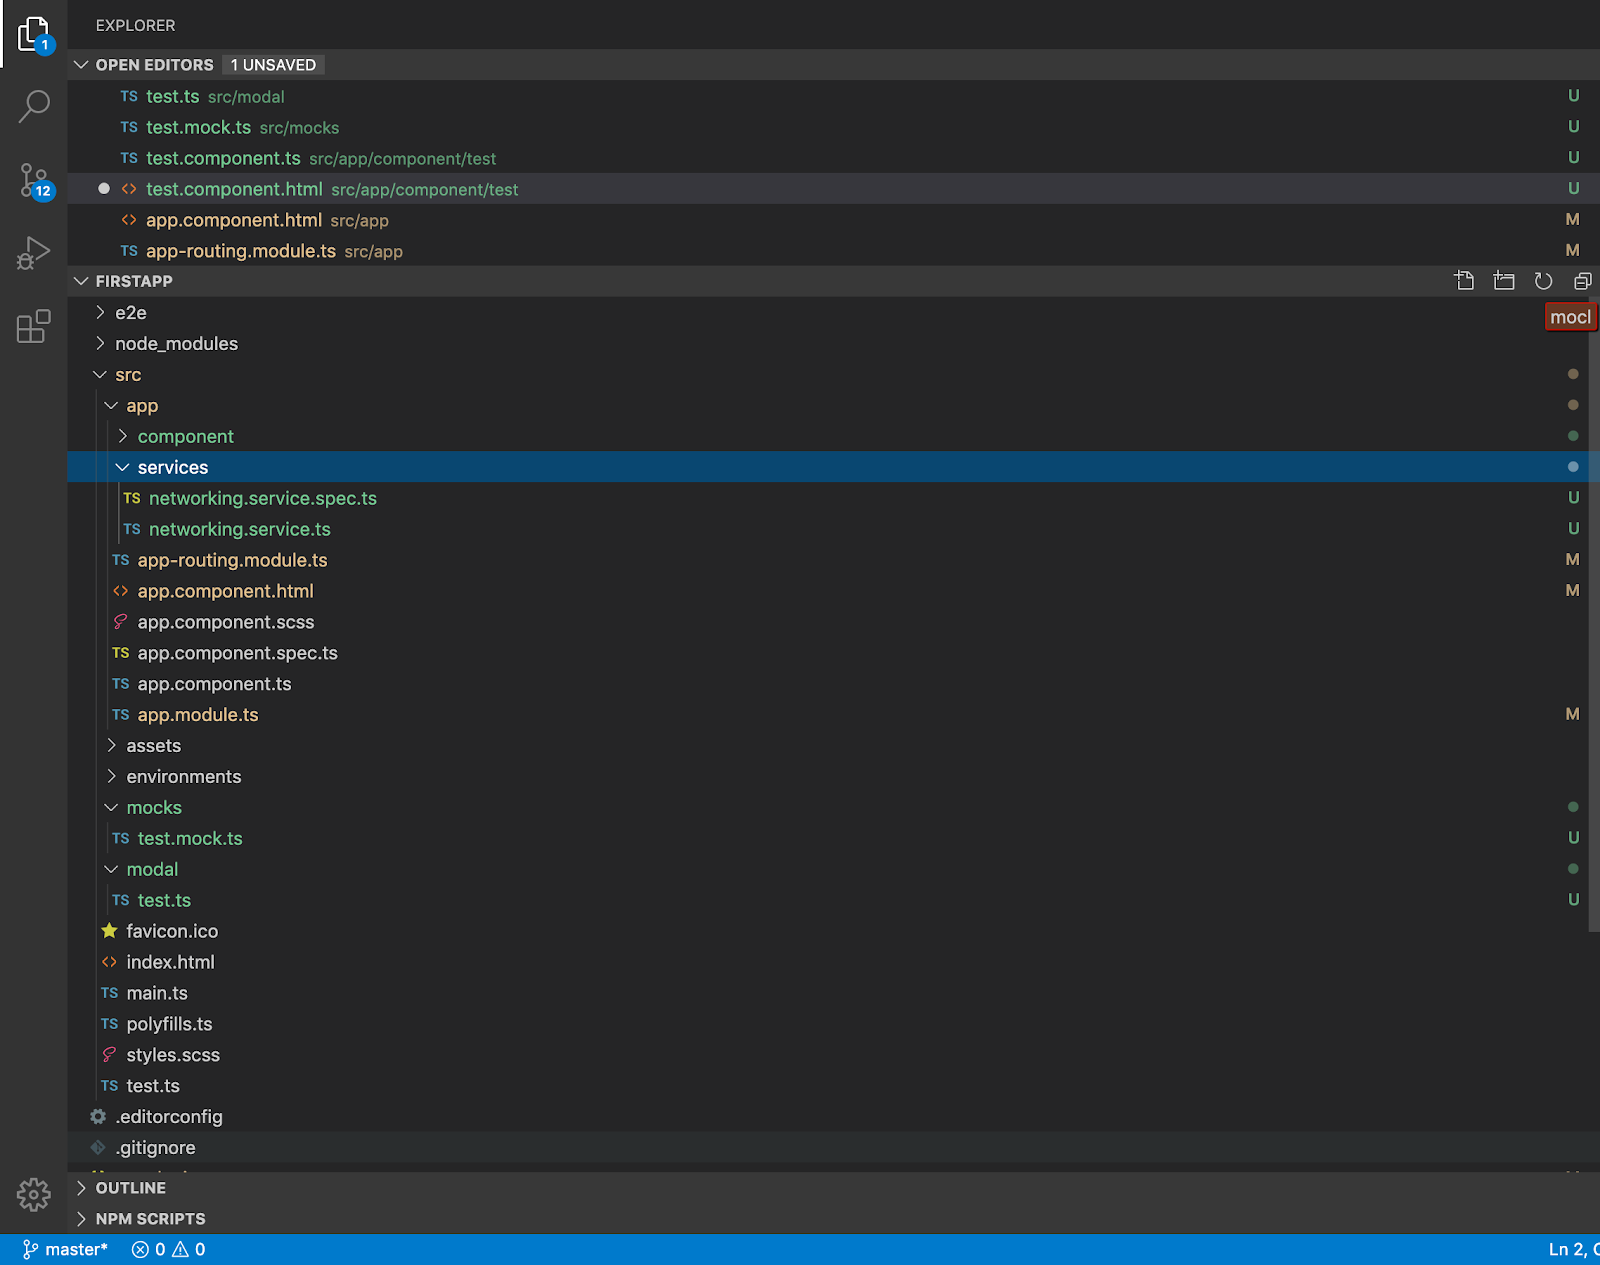 EXPLORER
1
OPEN EDITORS 1 UNSAVED
TS test.ts src/modal U
TS test.mock.ts src/mocks U
TS test.component.ts src/app/component/test U
12
<> test.component.html src/app/component/test U
<> app.component.html src/app M
TS app-routing.module.ts src/app M
FIRSTAPP
e2e
mocl
node_modules
src
app
component
services
TS networking.service.spec.ts U
TS networking.service.ts U
TS app-routing.module.ts M
<> app.component.html M
app.component.scss
TS app.component.spec.ts
TS app.component.ts
TS app.module.ts M
assets
environments
mocks
TS test.mock.ts U
modal
TS test.ts U
favicon.ico
<> index.html
TS main.ts
TS polyfills.ts
styles.scss
TS test.ts
.editorconfig
.gitignore
OUTLINE
NPM SCRIPTS
master* 0 0 Ln 2,